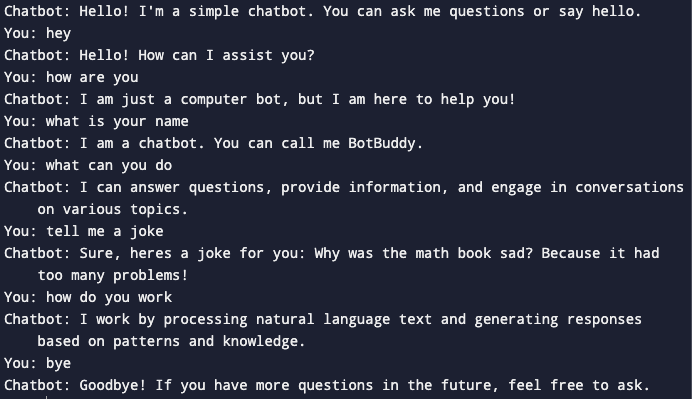 Chatbot: Hello! I'm a simple chatbot. You can ask me questions or say hello.
You: hey
Chatbot: Hello! How can I assist you?
You: how are you
Chatbot: I am just a computer bot, but I am here to help you!
You: what is your name
Chatbot: I am a chatbot. You can call me BotBuddy.
You: what can you do
Chatbot: I can answer questions, provide information, and engage in conversations
on various topics.
You: tell me a joke
Chatbot: Sure, heres a joke for you: Why was the math book sad? Because it had
too many problems!
You: how do you work
Chatbot: I work by processing natural language text and generating responses
based on patterns and knowledge.
You: bye
Chatbot: Goodbye! If you have more questions in the future, feel free to ask.